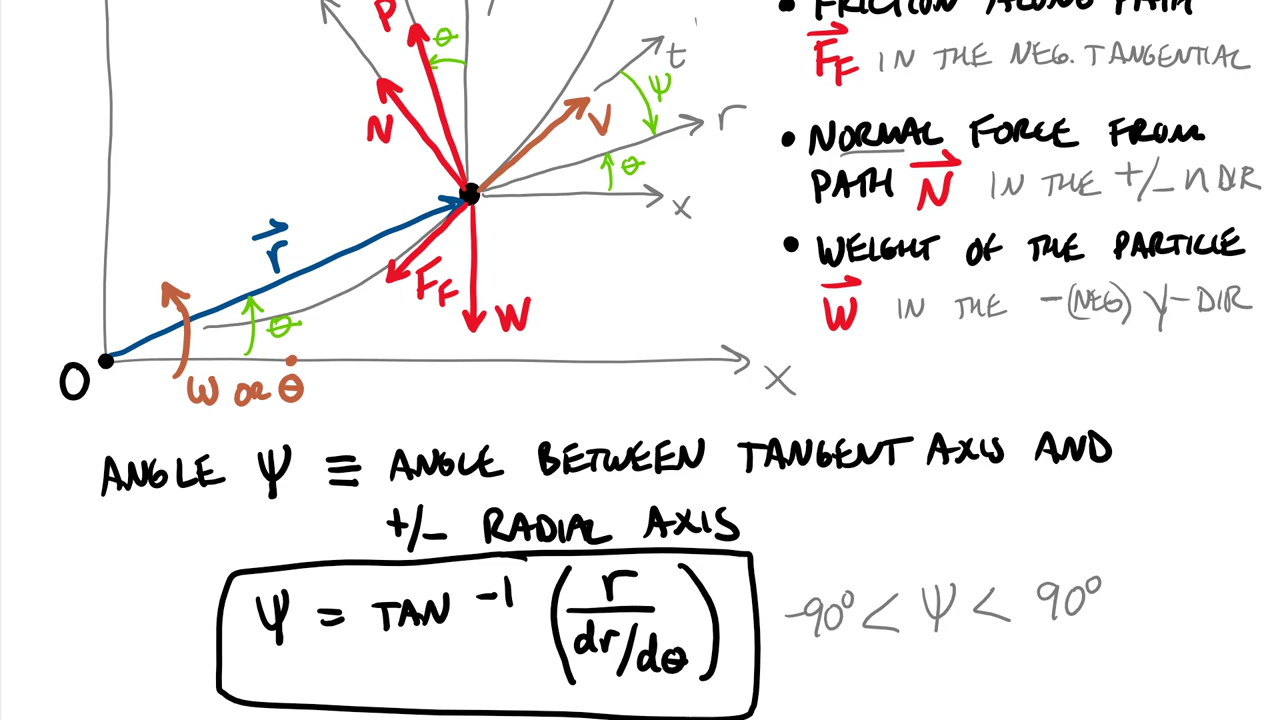 P
θ
N
t
ψ
V
r
θ
x
r
F_F
W
θ
O
ω OR θ̇
X
• FRICTION ALONG PATH
F_F IN THE NEG. TANGENTIAL
• NORMAL FORCE FROM
PATH N IN THE +/- n DIR
• WEIGHT OF THE PARTICLE
W IN THE -(NEG) Y-DIR
ANGLE ψ ≡ ANGLE BETWEEN TANGENT AXIS AND
+/- RADIAL AXIS
ψ = TAN⁻¹ (r / dr/dθ)
-90° < ψ < 90°